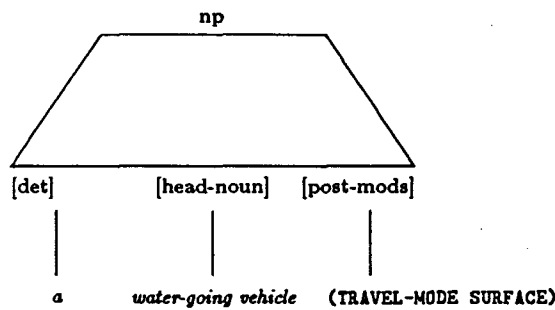 np
[det] [head-noun] [post-mods]
a water-going vehicle (TRAVEL-MODE SURFACE)